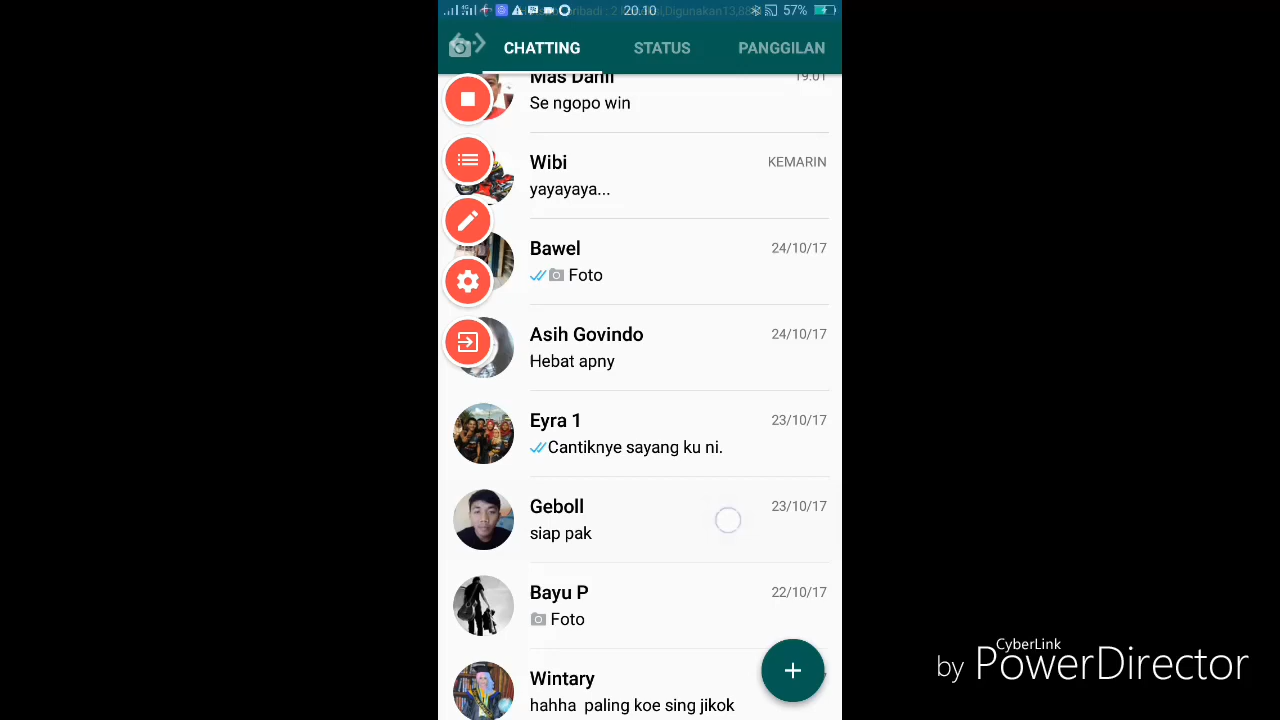 20.10
57%
CHATTING
STATUS
PANGGILAN
19.01
Se ngopo win
Wibi
KEMARIN
yayayaya...
Bawel
24/10/17
Foto
Asih Govindo
24/10/17
Hebat apny
Eyra 1
23/10/17
Cantiknye sayang ku ni.
Geboll
23/10/17
siap pak
Bayu P
22/10/17
Foto
Wintary
hahha paling koe sing jikok
CyberLink
by PowerDirector